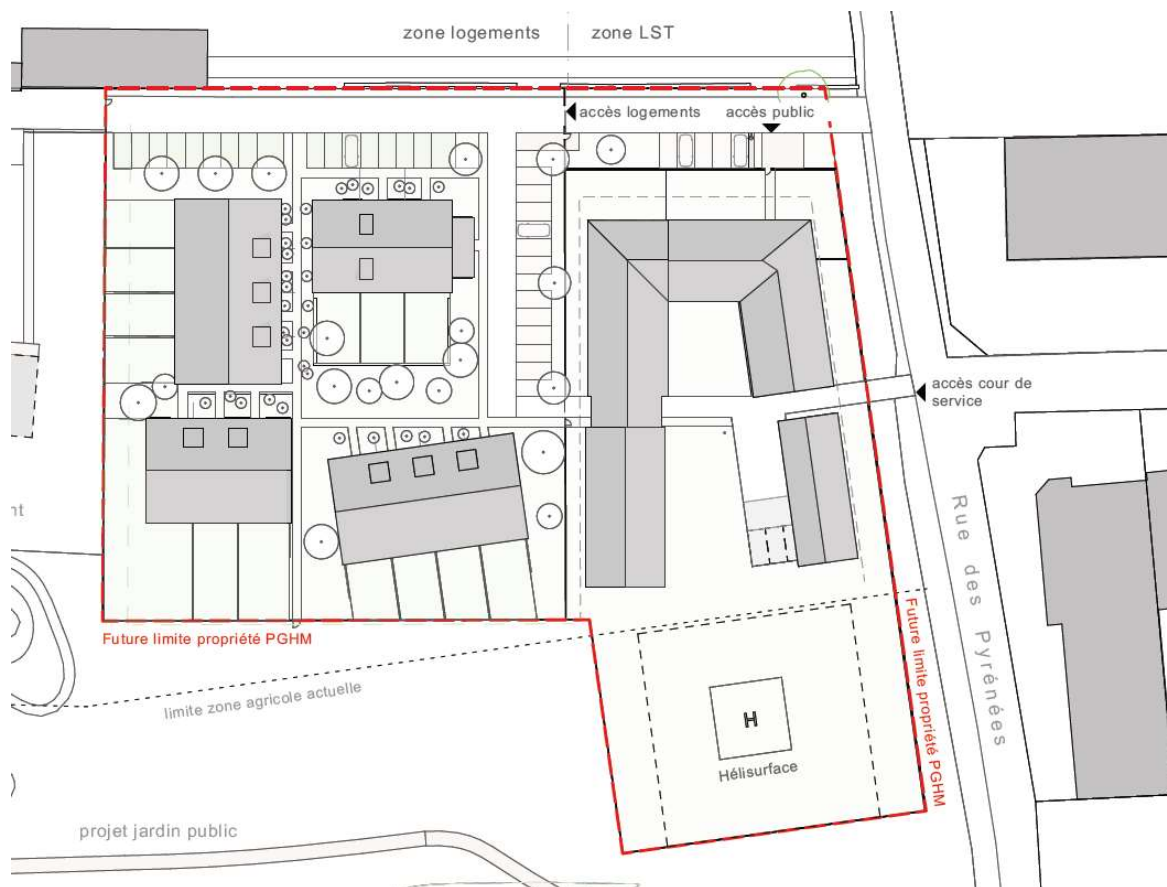 zone logements
zone LST
accès logements
accès public
accès cour de
service
Rue des Pyrénées
nt
Future limite propriété PGHM
Future limite propriété PGHM
limite zone agricole actuelle
H
Hélisurface
projet jardin public